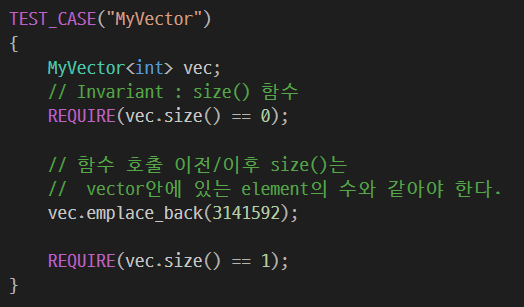 TEST_CASE("MyVector")
{
    MyVector<int> vec;
    // Invariant : size() 함수
    REQUIRE(vec.size() == 0);

    // 함수 호출 이전/이후 size()는
    //  vector안에 있는 element의 수와 같아야 한다.
    vec.emplace_back(3141592);

    REQUIRE(vec.size() == 1);
}